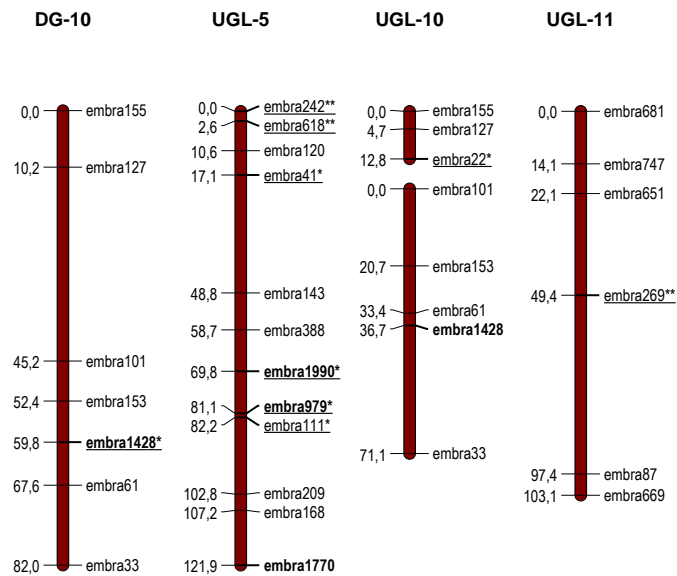 DG-10
0,0 embra155
10,2 embra127
45,2 embra101
52,4 embra153
59,8 embra1428*
67,6 embra61
82,0 embra33
UGL-5
0,0 embra242**
2,6 embra618**
10,6 embra120
17,1 embra41*
48,8 embra143
58,7 embra388
69,8 embra1990*
81,1 embra979*
82,2 embra111*
102,8 embra209
107,2 embra168
121,9 embra1770
UGL-10
0,0 embra155
4,7 embra127
12,8 embra22*
0,0 embra101
20,7 embra153
33,4 embra61
36,7 embra1428
71,1 embra33
UGL-11
0,0 embra681
14,1 embra747
22,1 embra651
49,4 embra269**
97,4 embra87
103,1 embra669